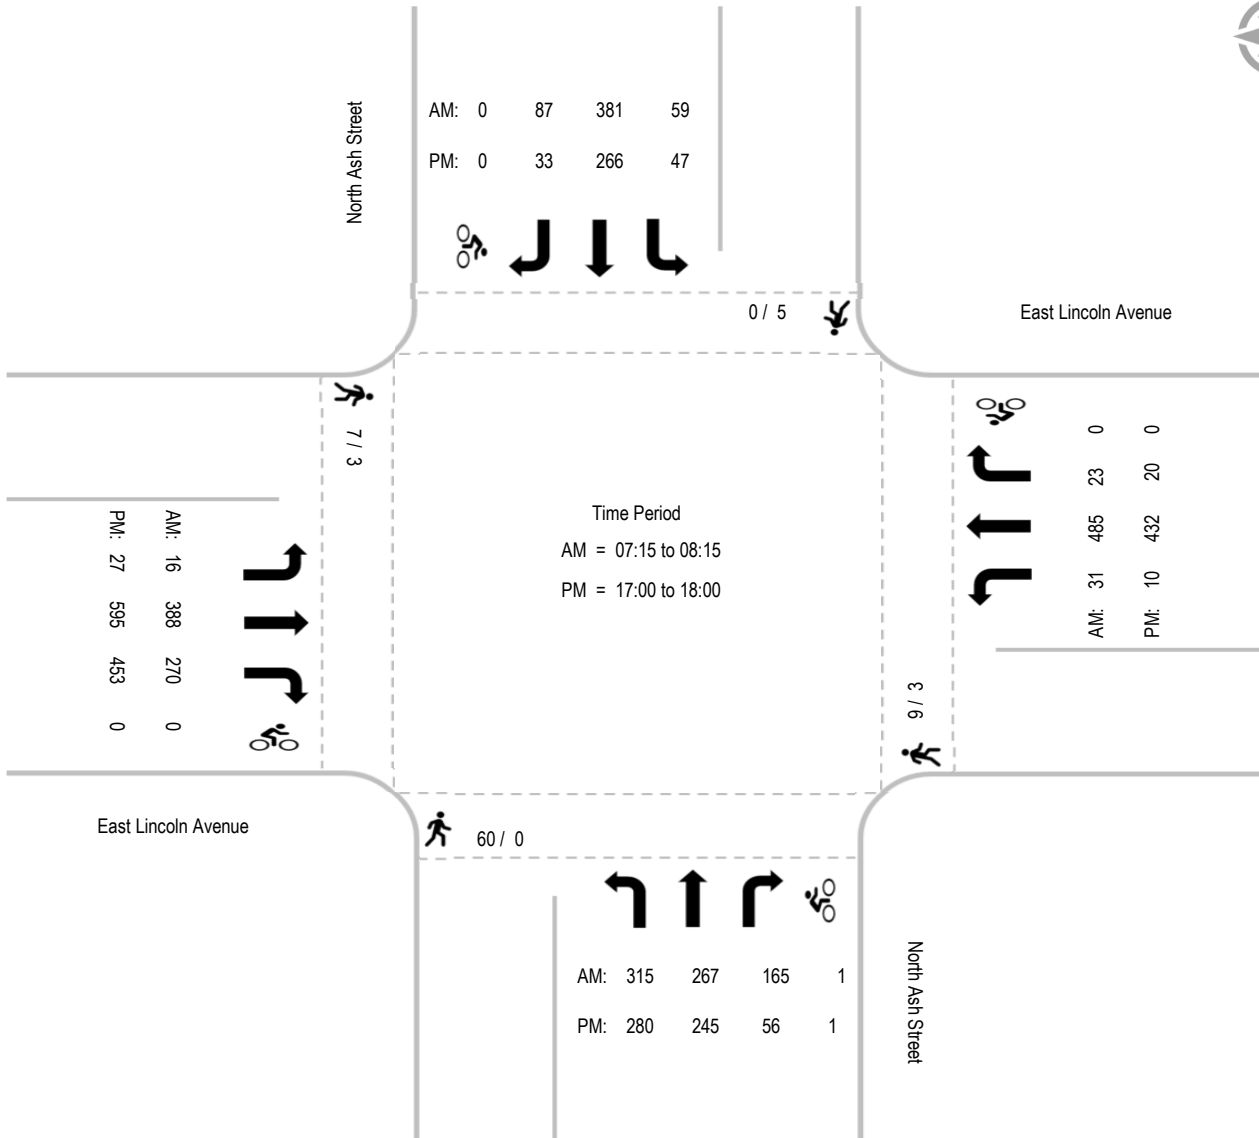 North Ash Street
AM: 0 87 381 59
PM: 0 33 266 47
0 / 5
East Lincoln Avenue
7 / 3
AM: 31 485 23 0
PM: 10 432 20 0
Time Period
AM = 07:15 to 08:15
PM = 17:00 to 18:00
AM: 16 388 270 0
PM: 27 595 453 0
9 / 3
East Lincoln Avenue
60 / 0
AM: 315 267 165 1
PM: 280 245 56 1
North Ash Street